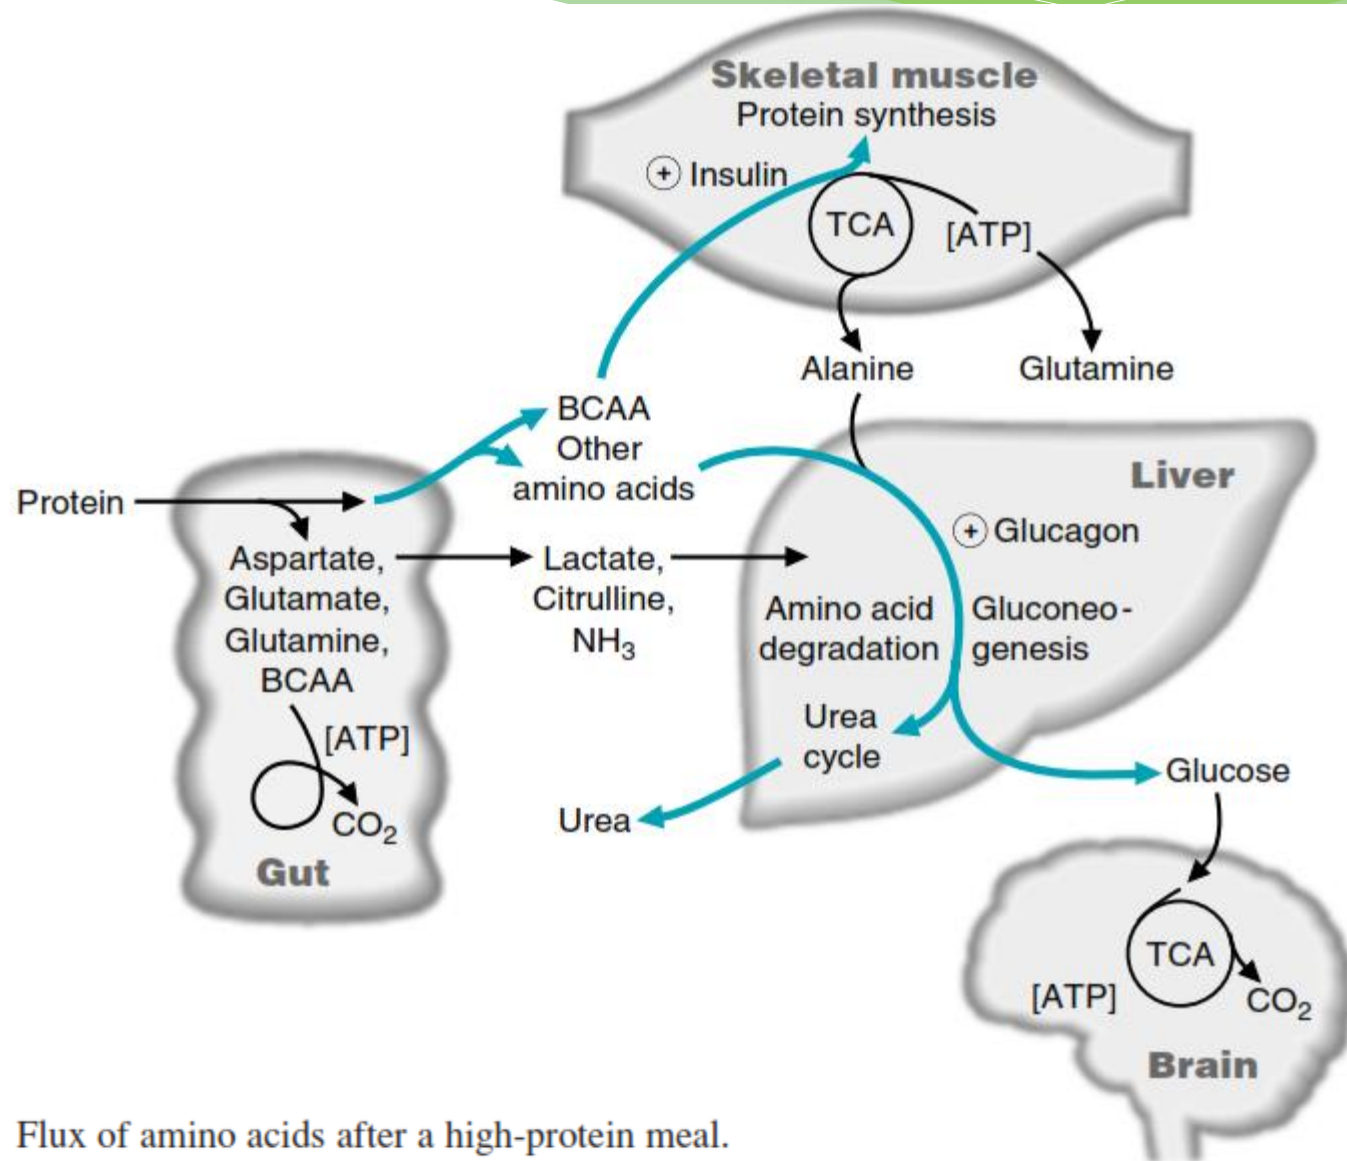 Skeletal muscle
Protein synthesis
+ Insulin
TCA
[ATP]
Alanine
Glutamine
BCAA
Other
amino acids
Protein
Aspartate,
Glutamate,
Glutamine,
BCAA
[ATP]
CO₂
Gut
Lactate,
Citrulline,
NH₃
Liver
+ Glucagon
Amino acid
degradation
Gluconeo-
genesis
Urea
cycle
Urea
Glucose
TCA
[ATP]
CO₂
Brain
Flux of amino acids after a high-protein meal.